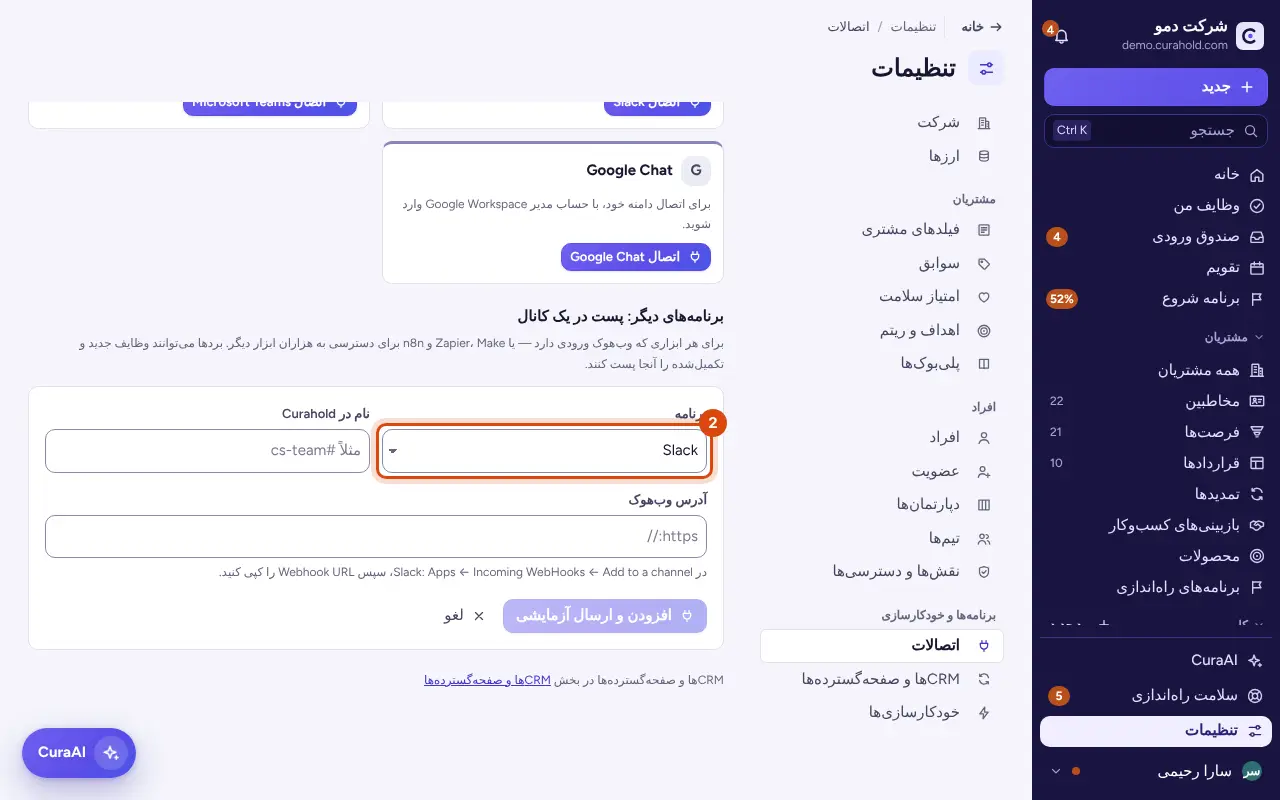 شرکت دمو
demo.curahold.com
4
جدید
جستجو
Ctrl K
خانه
وظایف من
صندوق ورودی
4
تقویم
برنامه شروع
52%
مشتریان
همه مشتریان
مخاطبین
22
فرصت‌ها
21
قراردادها
10
تمدیدها
بازبینی‌های کسب‌وکار
محصولات
برنامه‌های راه‌اندازی
CuraAI
سلامت راه‌اندازی
5
تنظیمات
سر
سارا رحیمی
خانه
تنظیمات / اتصالات
تنظیمات
شرکت
ارزها
مشتریان
فیلدهای مشتری
سوابق
امتیاز سلامت
اهداف و ریتم
پلی‌بوک‌ها
افراد
افراد
عضویت
دپارتمان‌ها
تیم‌ها
نقش‌ها و دسترسی‌ها
برنامه‌ها و خودکارسازی
اتصالات
CRMها و صفحه‌گسترده‌ها
خودکارسازی‌ها
اتصال Slack
اتصال Microsoft Teams
G
Google Chat
برای اتصال دامنه خود، با حساب مدیر Google Workspace وارد
شوید.
اتصال Google Chat
برنامه‌های دیگر: پست در یک کانال
برای هر ابزاری که وب‌هوک ورودی دارد — یا Zapier، Make و n8n برای دسترسی به هزاران ابزار دیگر. بردها می‌توانند وظایف جدید و
تکمیل‌شده را آنجا پست کنند.
برنامه
2
Slack
نام در Curahold
مثلاً #cs-team
آدرس وب‌هوک
https://
در Slack: Apps ← Incoming WebHooks ← Add to a channel، سپس Webhook URL را کپی کنید.
افزودن و ارسال آزمایشی
لغو
CRMها و صفحه‌گسترده‌ها در بخش CRMها و صفحه‌گسترده‌ها
CuraAI